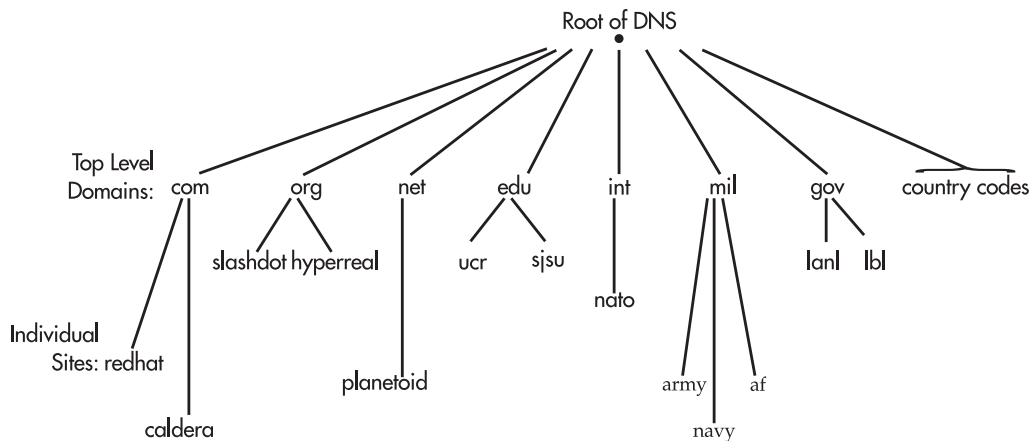 Root of DNS
Top Level
Domains: com org net edu int mil gov country codes
slashdot hyperreal ucr sjsu lanl lbl
nato
Individual
Sites: redhat
planetoid army af
caldera navy